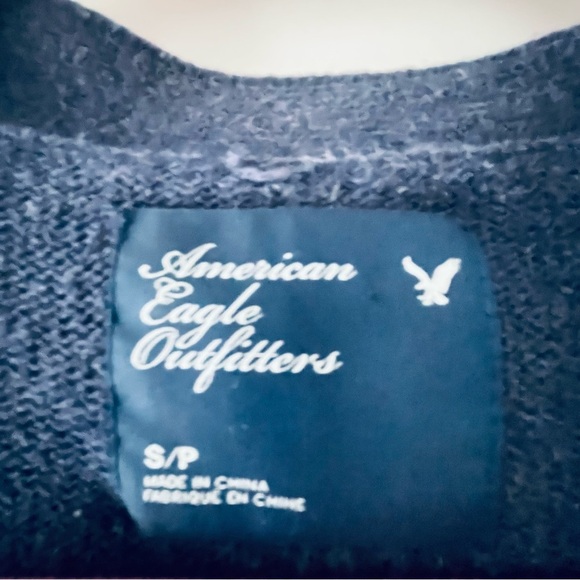 American
Eagle
Outfitters
S/P
MADE IN CHINA
FABRIQUÉ EN CHINE